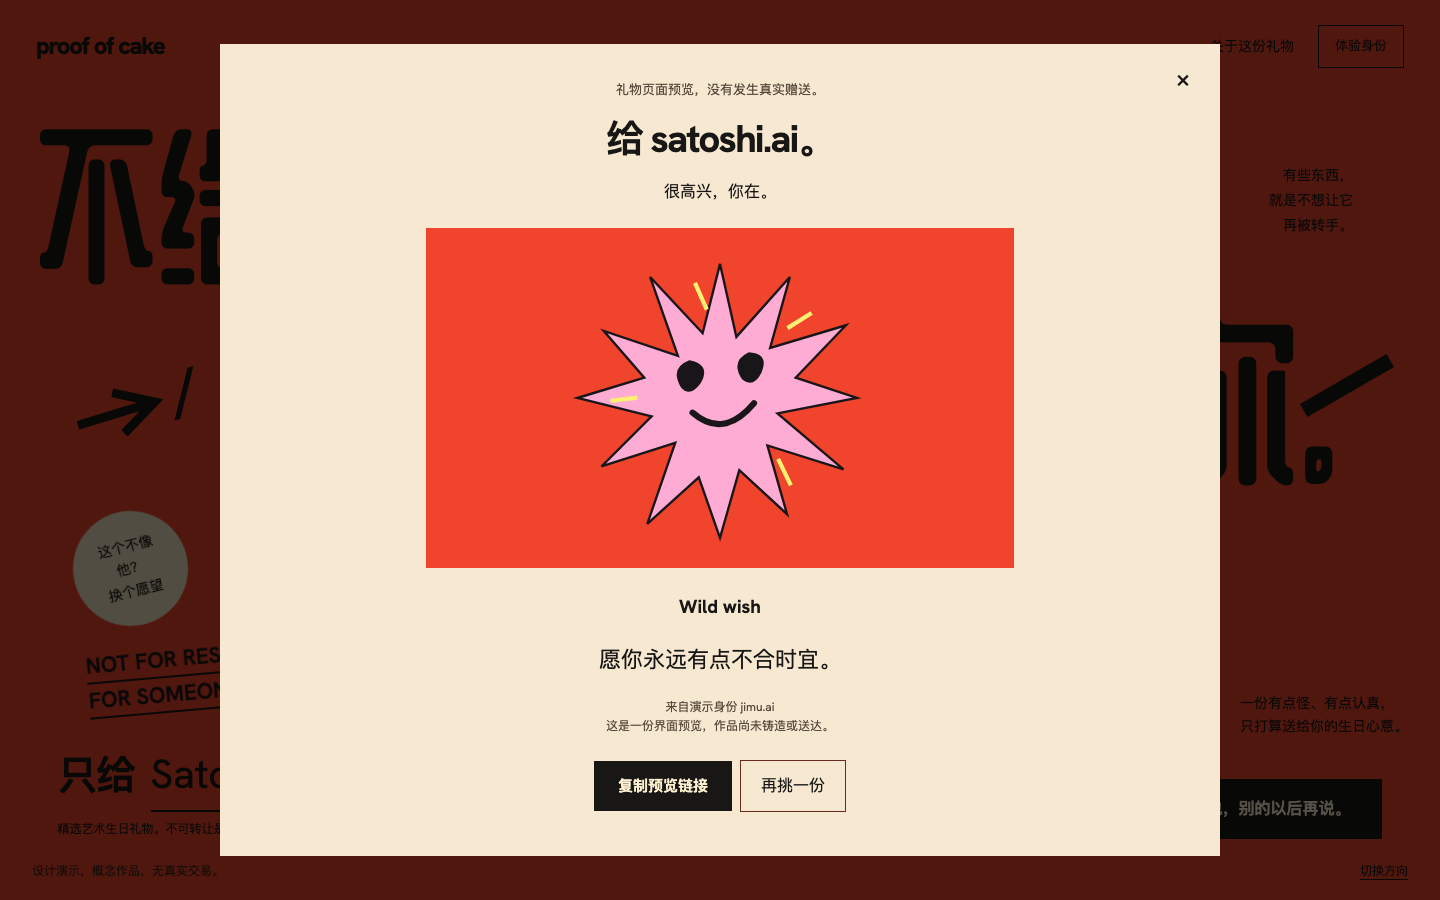 proof of cake
关于这份礼物
体验身份
礼物页面预览，没有发生真实赠送。
给 satoshi.ai。
很高兴，你在。
不给
有些东西，
就是不想让它
再被转手。
这个不像
他？
换个愿望
NOT FOR RES
FOR SOMEON
Wild wish
愿你永远有点不合时宜。
来自演示身份 jimu.ai
这是一份界面预览，作品尚未铸造或送达。
复制预览链接
再挑一份
一份有点怪、有点认真，
只打算送给你的生日心意。
只给 Sato
，别的以后再说。
精选艺术生日礼物。不可转让是
设计演示，概念作品，无真实交易。
切换方向